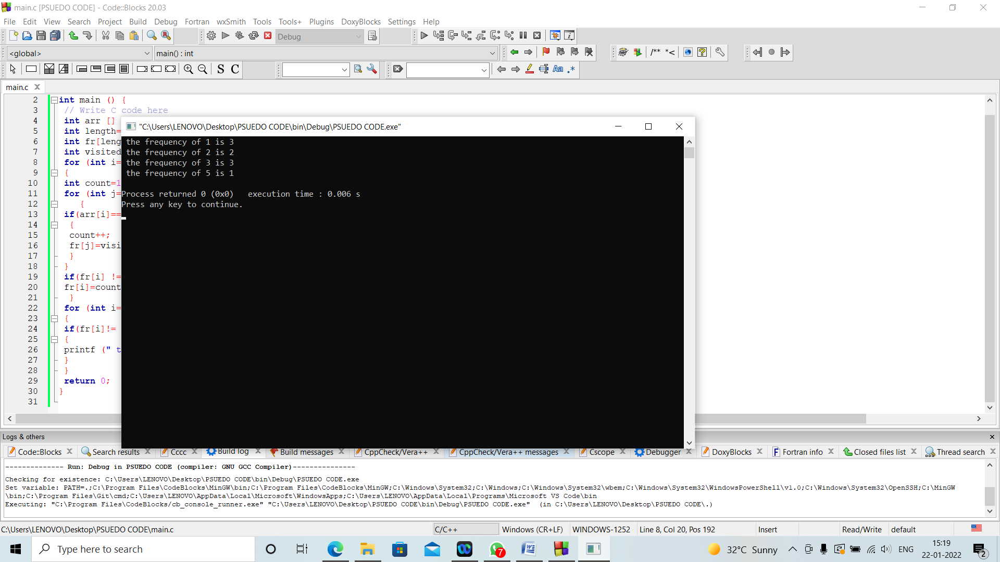 main.c [PSUEDO CODE] - Code::Blocks 20.03
File Edit View Search Project Build Debug Fortran wxSmith Tools Tools+ Plugins DoxyBlocks Settings Help
Debug
<global> main() : int
/** *<
S C
Aa .*
main.c
2 int main () {
3 // Write C code here
4 int arr []
5 int length=
6 int fr[leng
7 int visited
8 for (int i=
9 {
10 int count=1
11 for (int j=
12 {
13 if(arr[i]==
14 {
15 count++;
16 fr[j]=visi
17 }
18 }
19 if(fr[i] !=
20 fr[i]=count
21 }
22 for (int i=
23 {
24 if(fr[i]!=
25 {
26 printf (" t
27 }
28 }
29 return 0;
30 }
31
"C:\Users\LENOVO\Desktop\PSUEDO CODE\bin\Debug\PSUEDO CODE.exe"
the frequency of 1 is 3
the frequency of 2 is 2
the frequency of 3 is 3
the frequency of 5 is 1
Process returned 0 (0x0) execution time : 0.006 s
Press any key to continue.
Logs & others
Code::Blocks Search results Cccc Build log Build messages CppCheck/Vera++ CppCheck/Vera++ messages Cscope Debugger DoxyBlocks Fortran info Closed files list Thread search
-------------- Run: Debug in PSUEDO CODE (compiler: GNU GCC Compiler)---------------
Checking for existence: C:\Users\LENOVO\Desktop\PSUEDO CODE\bin\Debug\PSUEDO CODE.exe
Set variable: PATH=.;C:\Program Files\CodeBlocks\MinGW\bin;C:\Program Files\CodeBlocks\MinGW;C:\Windows\System32;C:\Windows;C:\Windows\System32\wbem;C:\Windows\System32\WindowsPowerShell\v1.0;C:\Windows\System32\OpenSSH;C:\MinGW
\bin;C:\Program Files\Git\cmd;C:\Users\LENOVO\AppData\Local\Microsoft\WindowsApps;C:\Users\LENOVO\AppData\Local\Programs\Microsoft VS Code\bin
Executing: "C:\Program Files\CodeBlocks/cb_console_runner.exe" "C:\Users\LENOVO\Desktop\PSUEDO CODE\bin\Debug\PSUEDO CODE.exe" (in C:\Users\LENOVO\Desktop\PSUEDO CODE\.)
C:\Users\LENOVO\Desktop\PSUEDO CODE\main.c C/C++ Windows (CR+LF) WINDOWS-1252 Line 8, Col 20, Pos 192 Insert Read/Write default
Type here to search 7 32°C Sunny ENG 15:19
22-01-2022 2